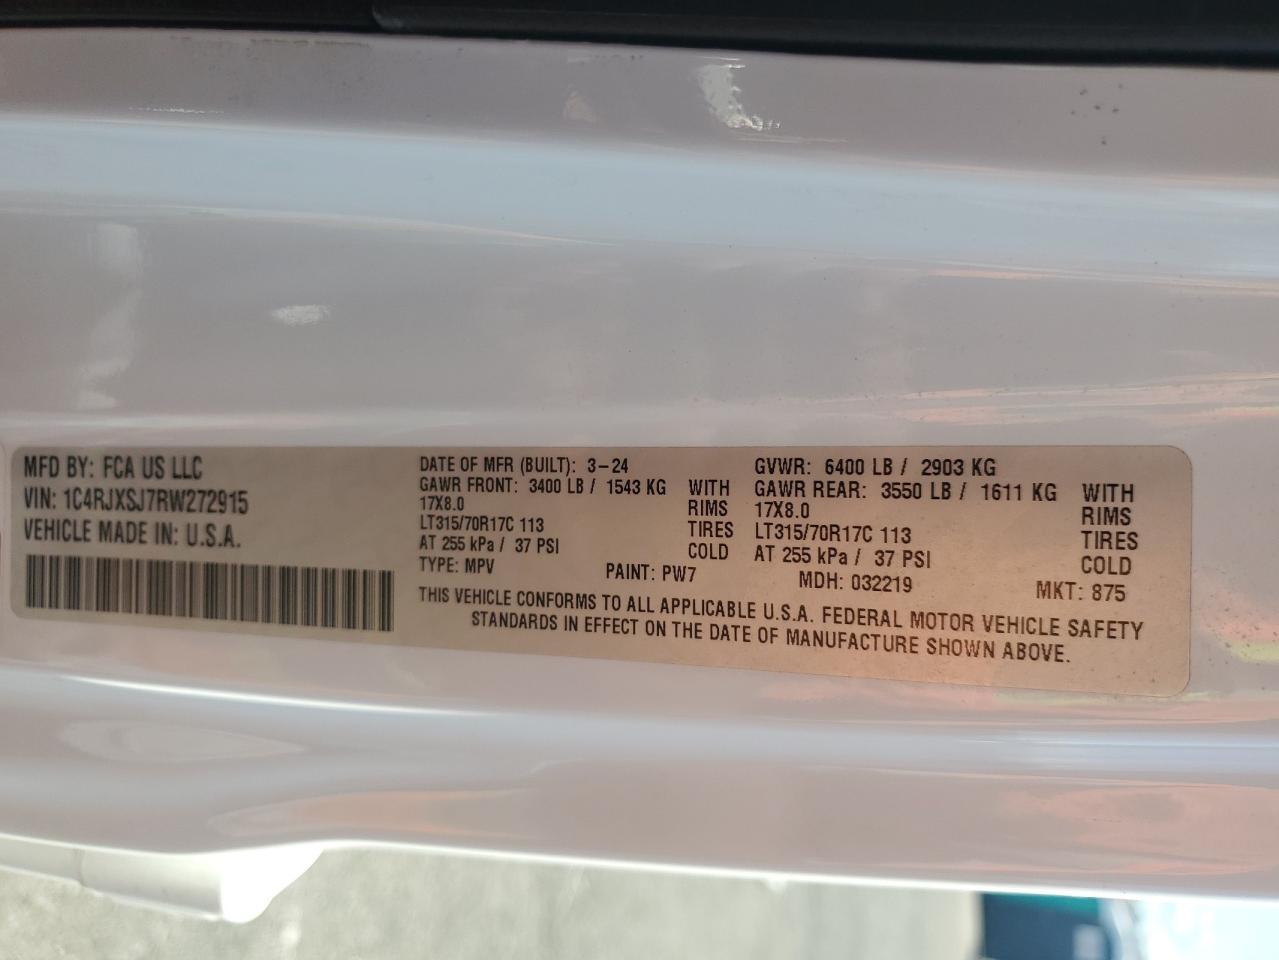 MFD BY: FCA US LLC
VIN: 1C4RJXSJ7RW272915
VEHICLE MADE IN: U.S.A.
DATE OF MFR (BUILT): 3-24
GAWR FRONT: 3400 LB / 1543 KG WITH
17X8.0 RIMS
LT315/70R17C 113 TIRES
AT 255 kPa / 37 PSI COLD
TYPE: MPV PAINT: PW7
GVWR: 6400 LB / 2903 KG
GAWR REAR: 3550 LB / 1611 KG WITH
17X8.0 RIMS
LT315/70R17C 113 TIRES
AT 255 kPa / 37 PSI COLD
MDH: 032219 MKT: 875
THIS VEHICLE CONFORMS TO ALL APPLICABLE U.S.A. FEDERAL MOTOR VEHICLE SAFETY
STANDARDS IN EFFECT ON THE DATE OF MANUFACTURE SHOWN ABOVE.